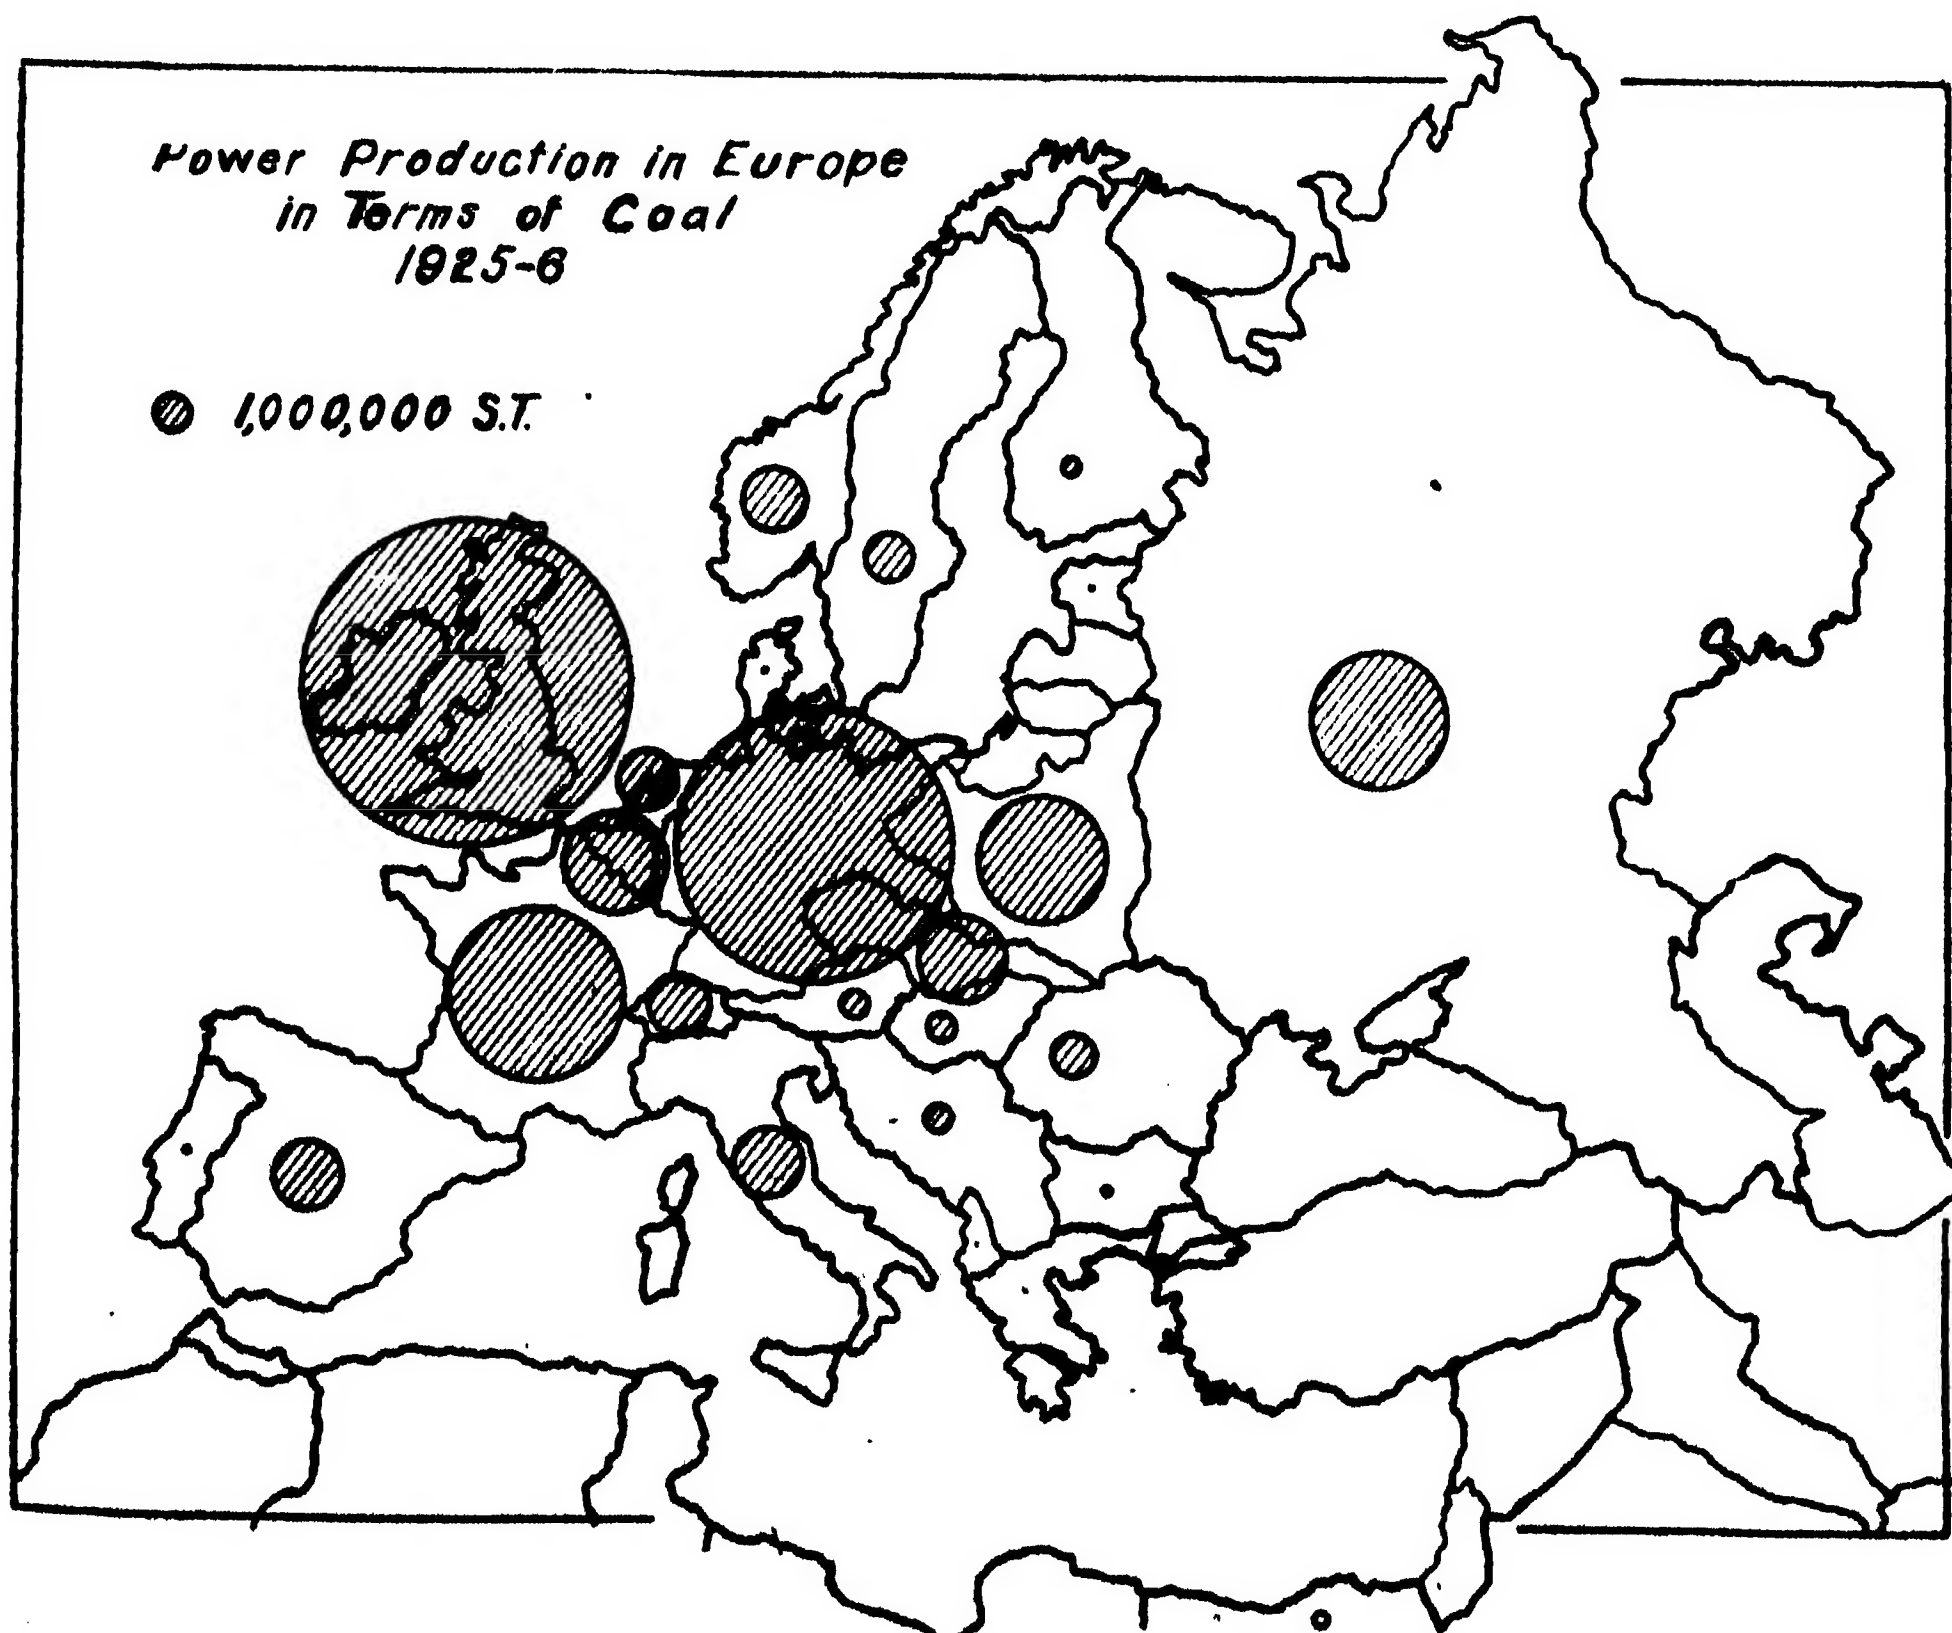 Power Production in Europe
in Terms of Coal
1925-6
1,000,000 S.T.